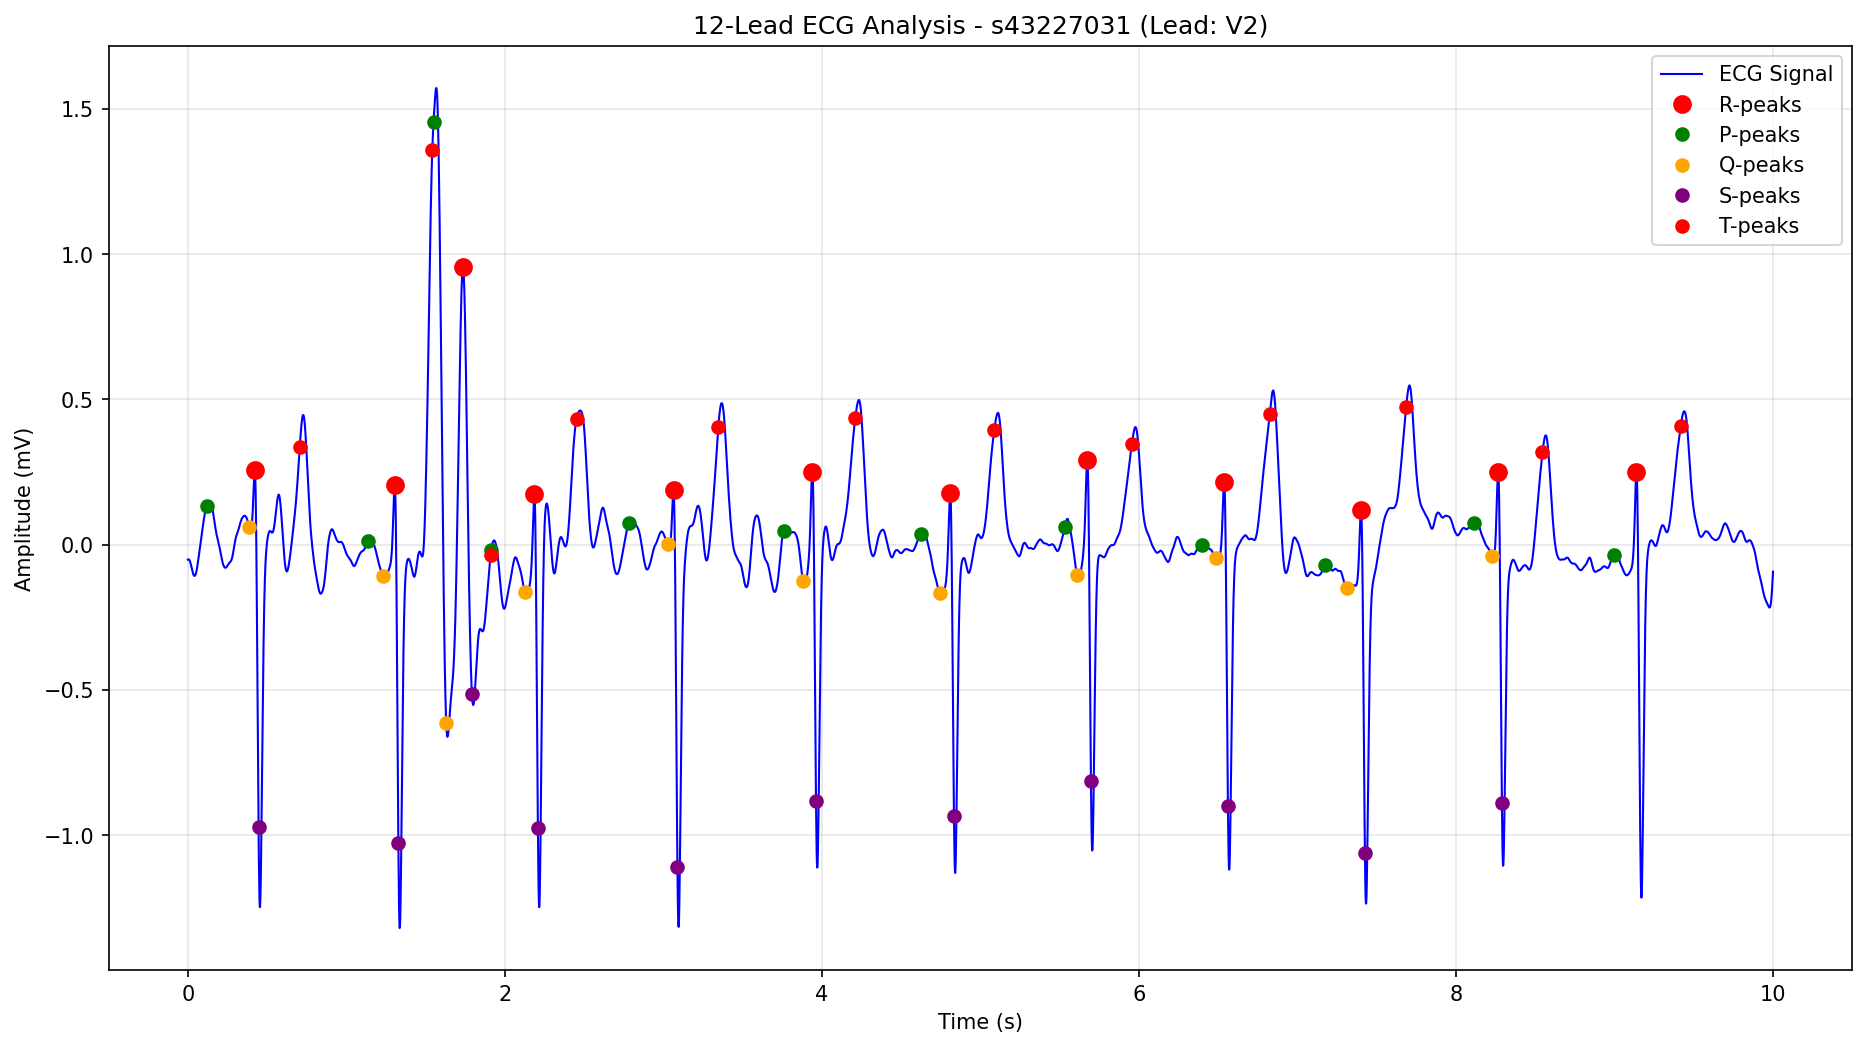 12-Lead ECG Analysis - s43227031 (Lead: V2)
ECG Signal
R-peaks
P-peaks
Q-peaks
S-peaks
T-peaks
Amplitude (mV)
1.5
1.0
0.5
0.0
−0.5
−1.0
0 2 4 6 8 10
Time (s)